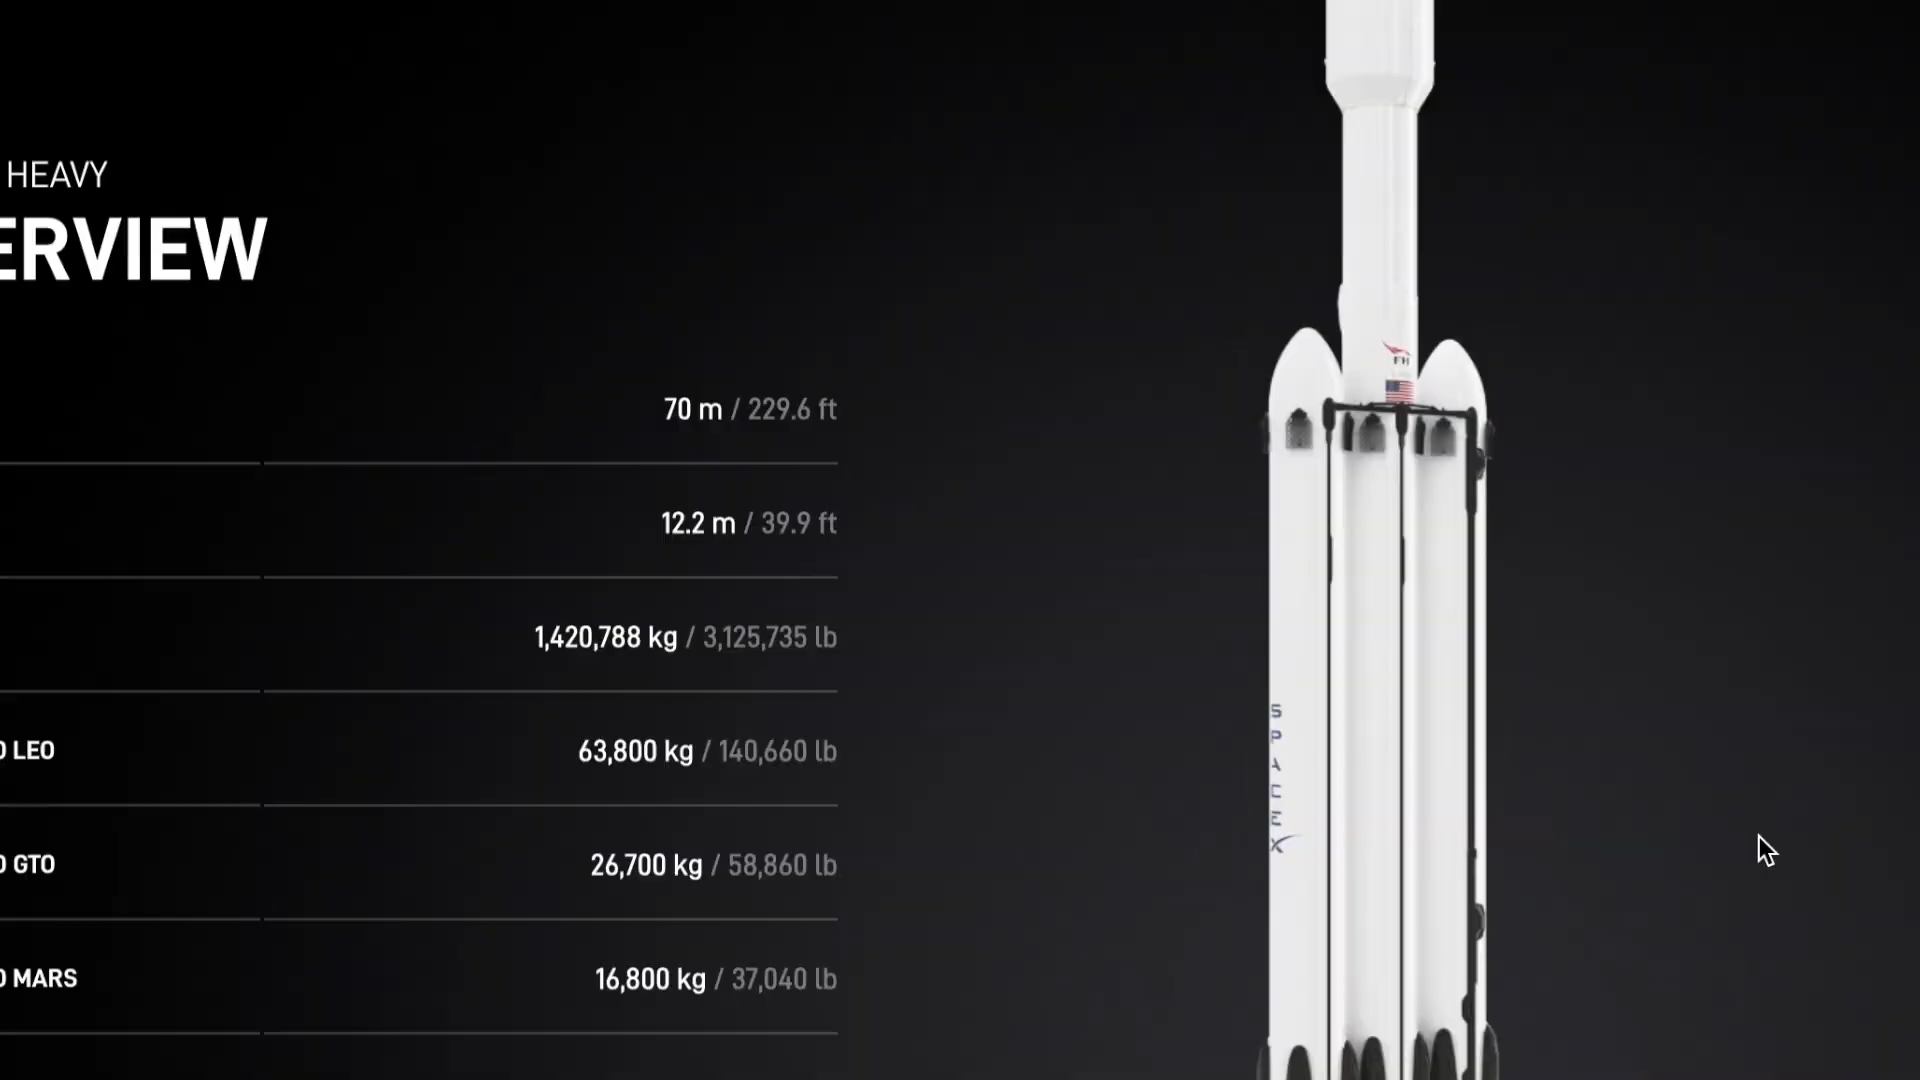 HEAVY
ERVIEW
70 m / 229.6 ft
12.2 m / 39.9 ft
1,420,788 kg / 3,125,735 lb
O LEO
63,800 kg / 140,660 lb
O GTO
26,700 kg / 58,860 lb
O MARS
16,800 kg / 37,040 lb
FH
SPACEX